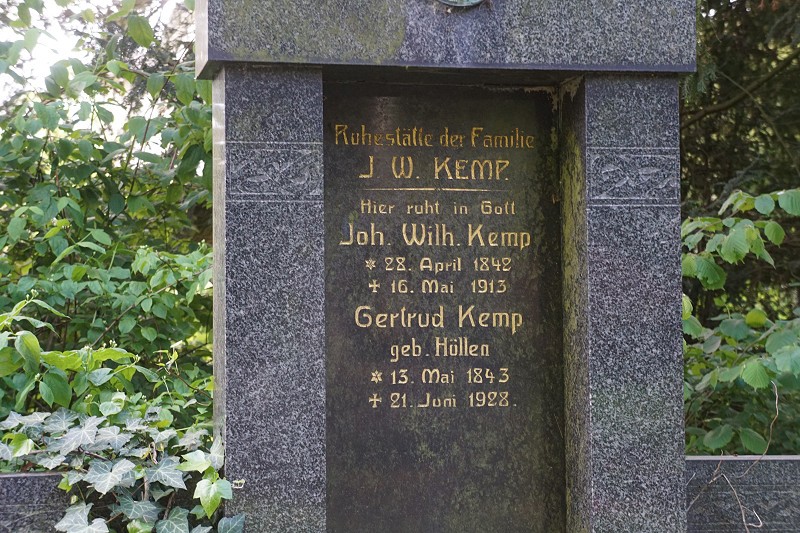 Ruhestätte der Familie
J. W. KEMP.
Hier ruht in Gott
Joh. Wilh. Kemp
* 28. April 1842
+ 16. Mai 1913
Gertrud Kemp
geb. Höllen
* 13. Mai 1843
+ 21. Juni 1928.